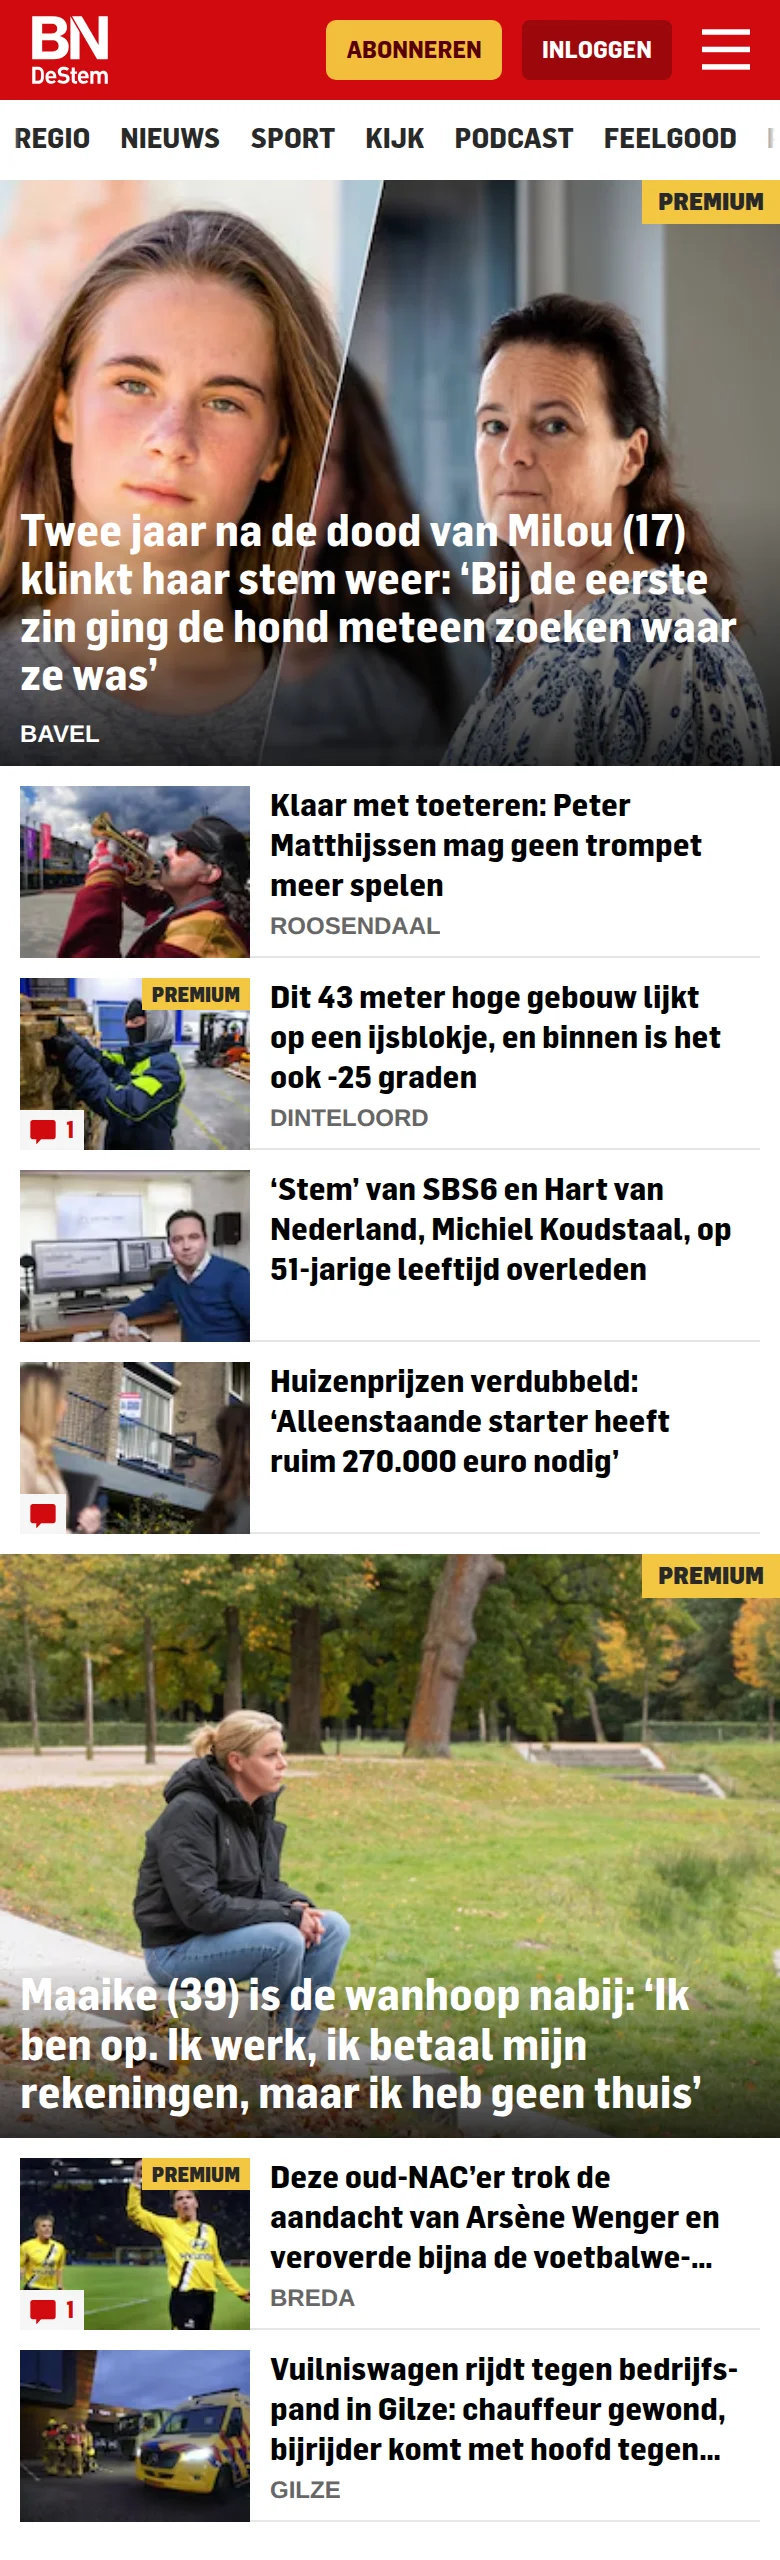 BN
DeStem
ABONNEREN
INLOGGEN
REGIO NIEUWS SPORT KIJK PODCAST FEELGOOD
PREMIUM
Twee jaar na de dood van Milou (17)
klinkt haar stem weer: ‘Bij de eerste
zin ging de hond meteen zoeken waar
ze was’
BAVEL
Klaar met toeteren: Peter
Matthijssen mag geen trompet
meer spelen
ROOSENDAAL
PREMIUM
1
Dit 43 meter hoge gebouw lijkt
op een ijsblokje, en binnen is het
ook -25 graden
DINTELOORD
‘Stem’ van SBS6 en Hart van
Nederland, Michiel Koudstaal, op
51-jarige leeftijd overleden
Huizenprijzen verdubbeld:
‘Alleenstaande starter heeft
ruim 270.000 euro nodig’
PREMIUM
Maaike (39) is de wanhoop nabij: ‘Ik
ben op. Ik werk, ik betaal mijn
rekeningen, maar ik heb geen thuis’
PREMIUM
1
Deze oud-NAC’er trok de
aandacht van Arsène Wenger en
veroverde bijna de voetbalwe-...
BREDA
Vuilniswagen rijdt tegen bedrijfs-
pand in Gilze: chauffeur gewond,
bijrijder komt met hoofd tegen...
GILZE